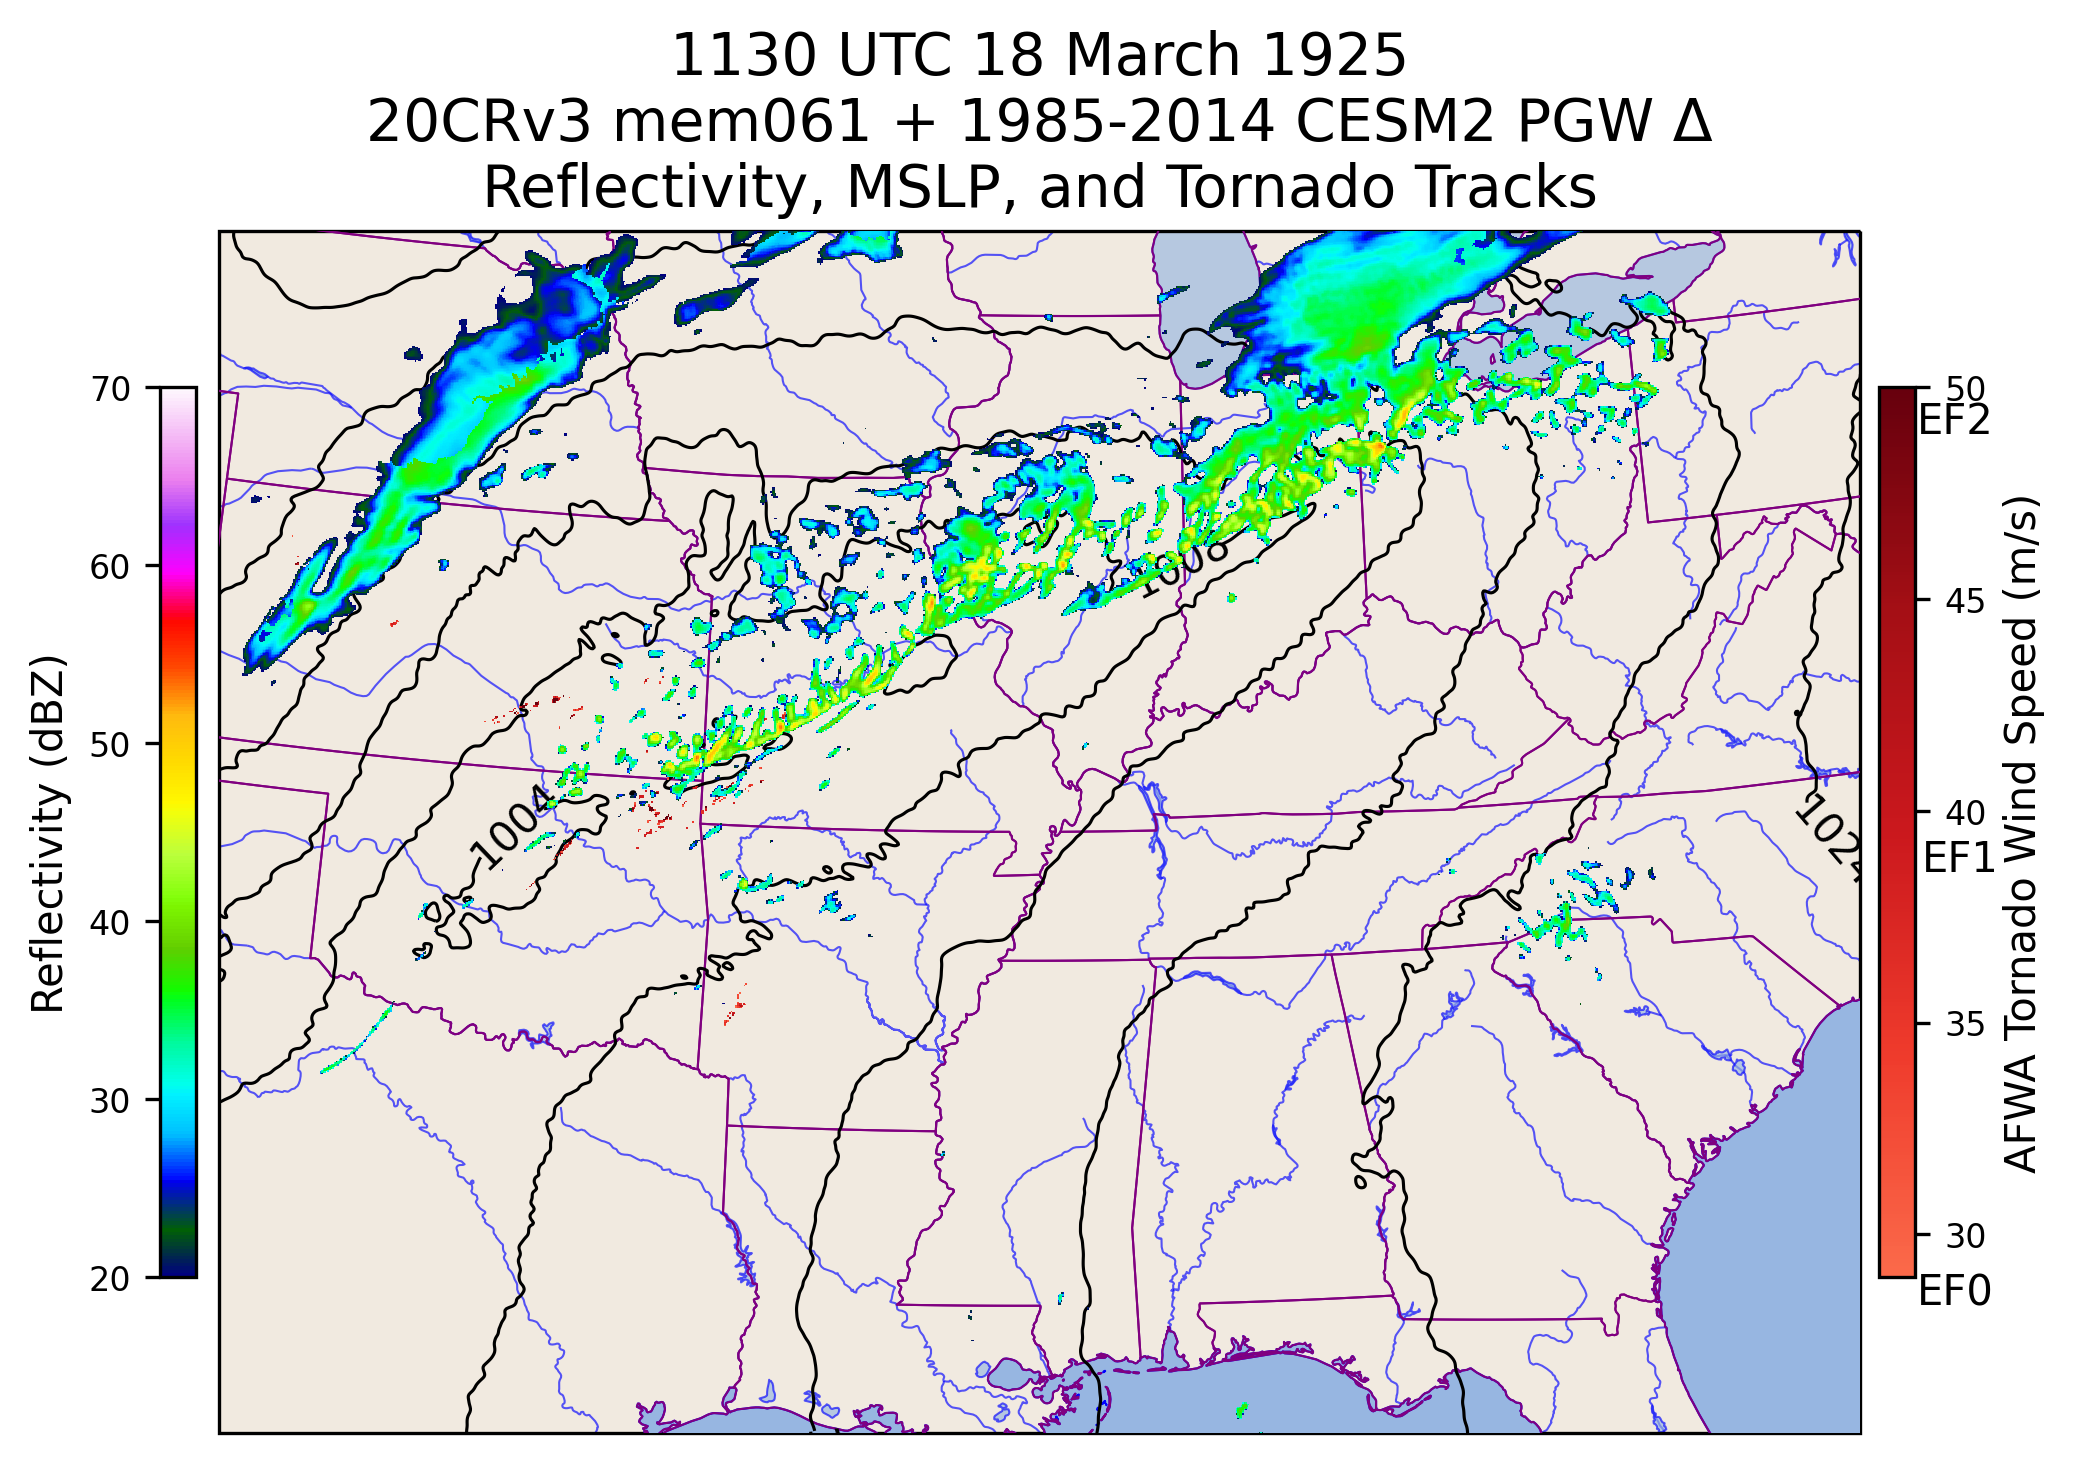 1130 UTC 18 March 1925
20CRv3 mem061 + 1985-2014 CESM2 PGW Δ
Reflectivity, MSLP, and Tornado Tracks
70
60
50
40
30
20
Reflectivity (dBZ)
1004
1008
1024
50
EF2
45
40
EF1
35
30
EF0
AFWA Tornado Wind Speed (m/s)